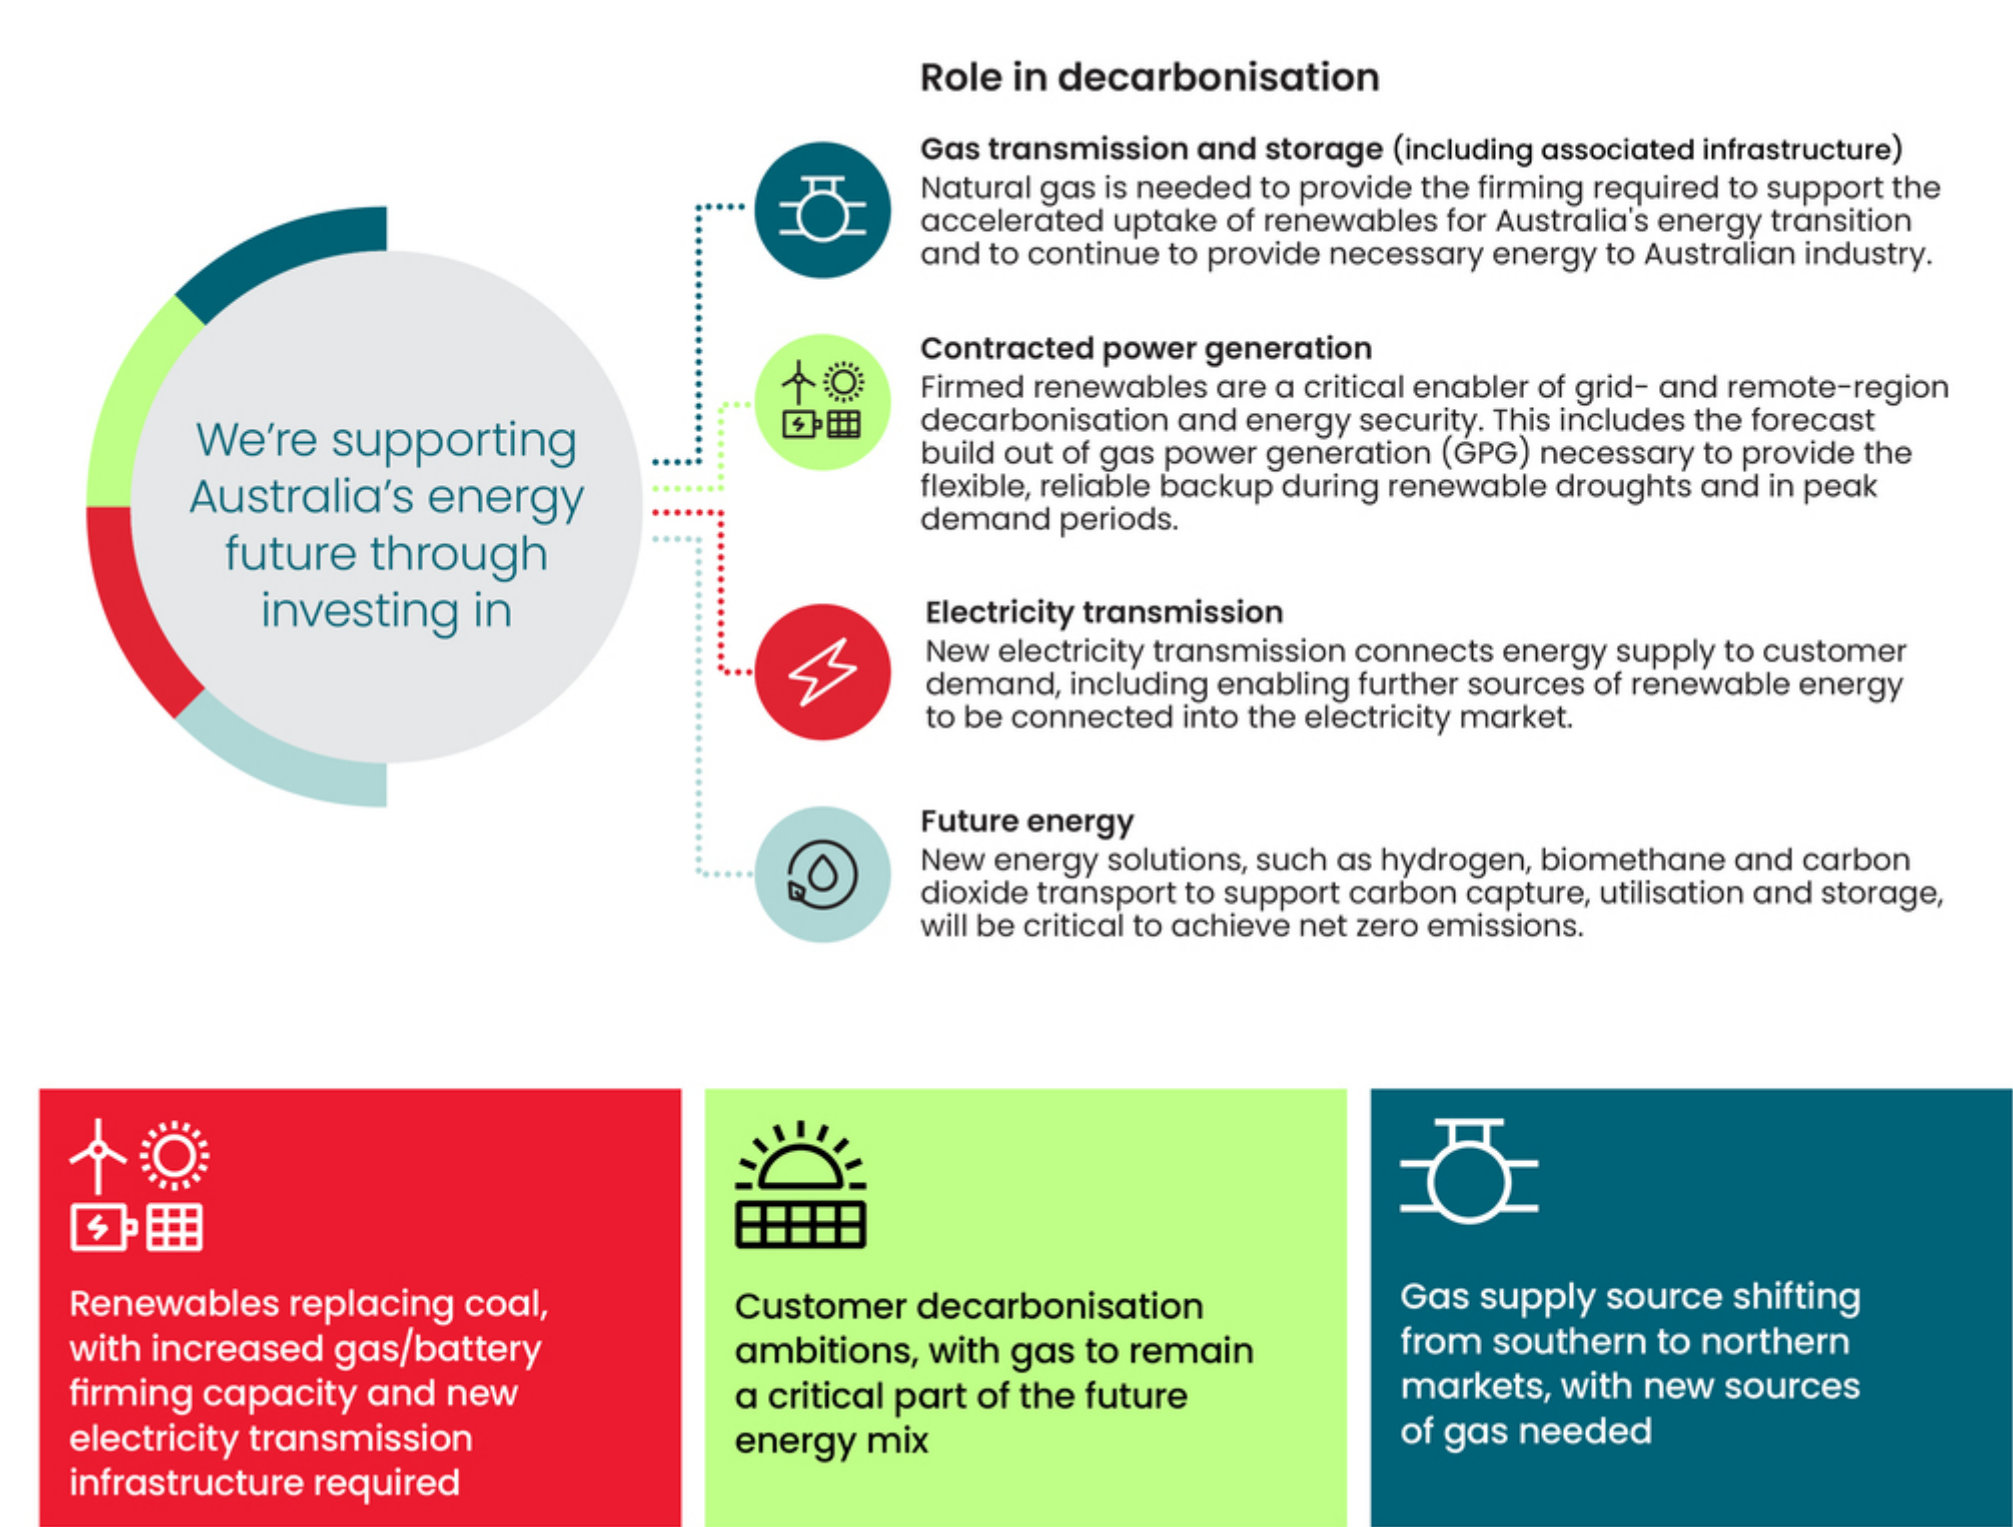 Role in decarbonisation
We're supporting
Australia's energy
future through
investing in
Gas transmission and storage (including associated infrastructure)
Natural gas is needed to provide the firming required to support the
accelerated uptake of renewables for Australia's energy transition
and to continue to provide necessary energy to Australian industry.
Contracted power generation
Firmed renewables are a critical enabler of grid- and remote-region
decarbonisation and energy security. This includes the forecast
build out of gas power generation (GPG) necessary to provide the
flexible, reliable backup during renewable droughts and in peak
demand periods.
Electricity transmission
New electricity transmission connects energy supply to customer
demand, including enabling further sources of renewable energy
to be connected into the electricity market.
Future energy
New energy solutions, such as hydrogen, biomethane and carbon
dioxide transport to support carbon capture, utilisation and storage,
will be critical to achieve net zero emissions.
Renewables replacing coal,
with increased gas/battery
firming capacity and new
electricity transmission
infrastructure required
Customer decarbonisation
ambitions, with gas to remain
a critical part of the future
energy mix
Gas supply source shifting
from southern to northern
markets, with new sources
of gas needed